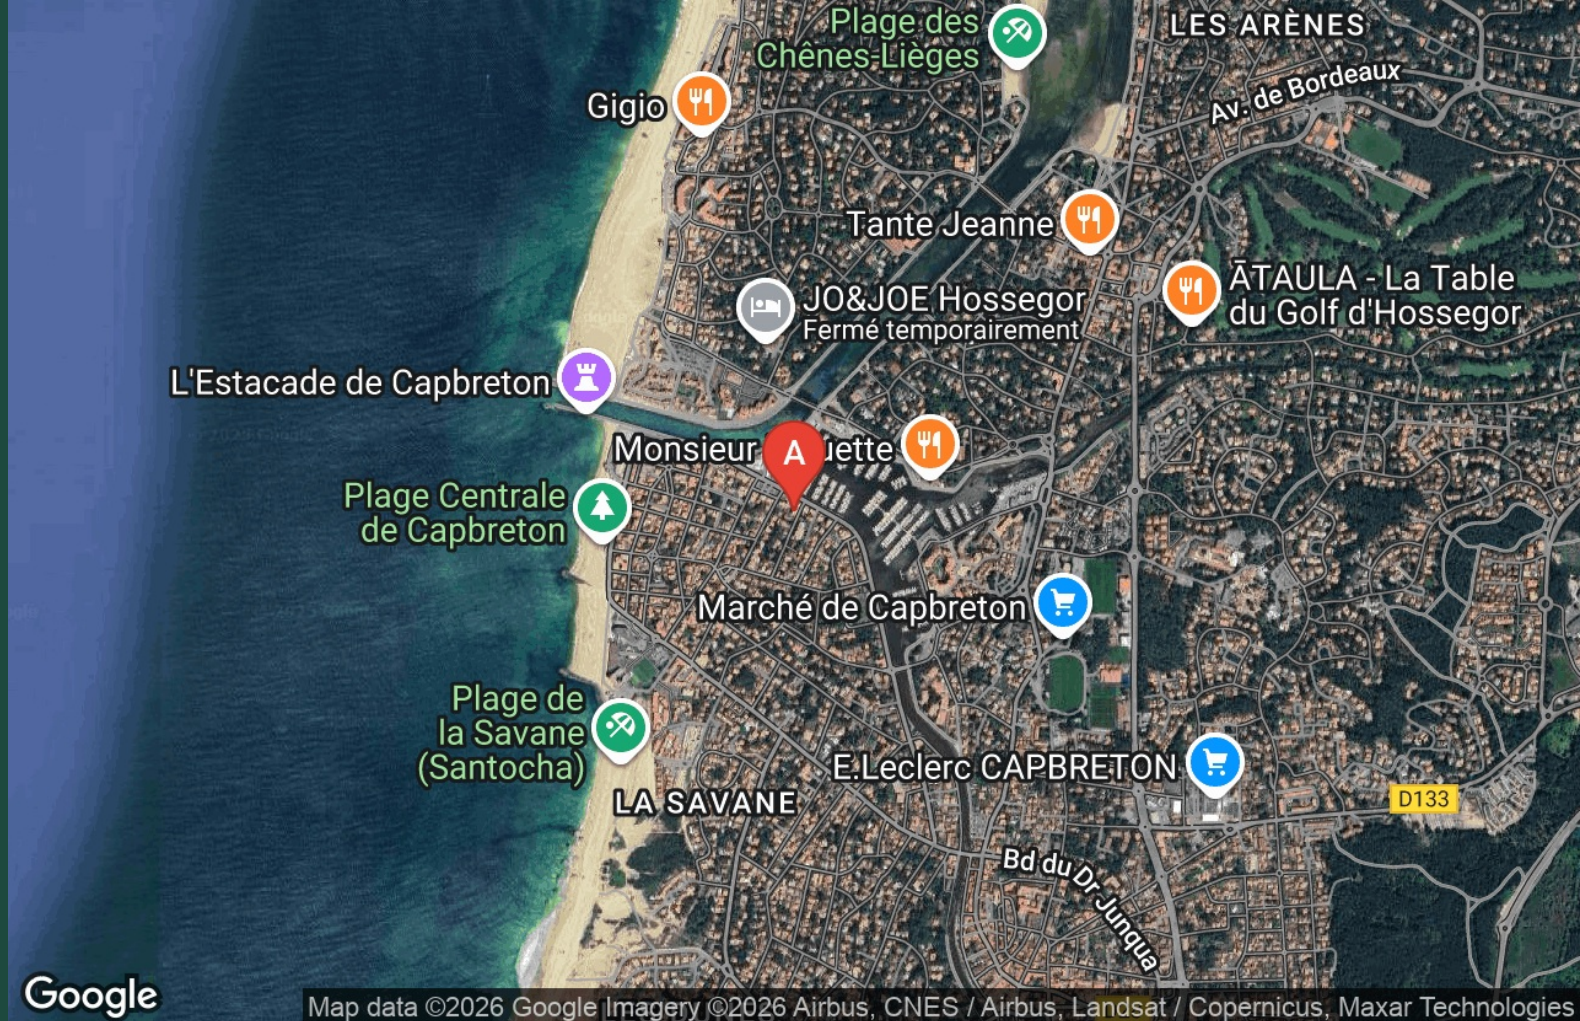 Plage des
Chênes-Lièges
LES ARÈNES
Av. de Bordeaux
Gigio
Tante Jeanne
ĀTAULA - La Table
du Golf d'Hossegor
JO&JOE Hossegor
Fermé temporairement
L'Estacade de Capbreton
Monsieur
uette
A
Plage Centrale
de Capbreton
Marché de Capbreton
Plage de
la Savane
(Santocha)
E.Leclerc CAPBRETON
LA SAVANE
D133
Bd du Dr Junqua
Google
Map data ©2026 Google Imagery ©2026 Airbus, CNES / Airbus, Landsat / Copernicus, Maxar Technologies